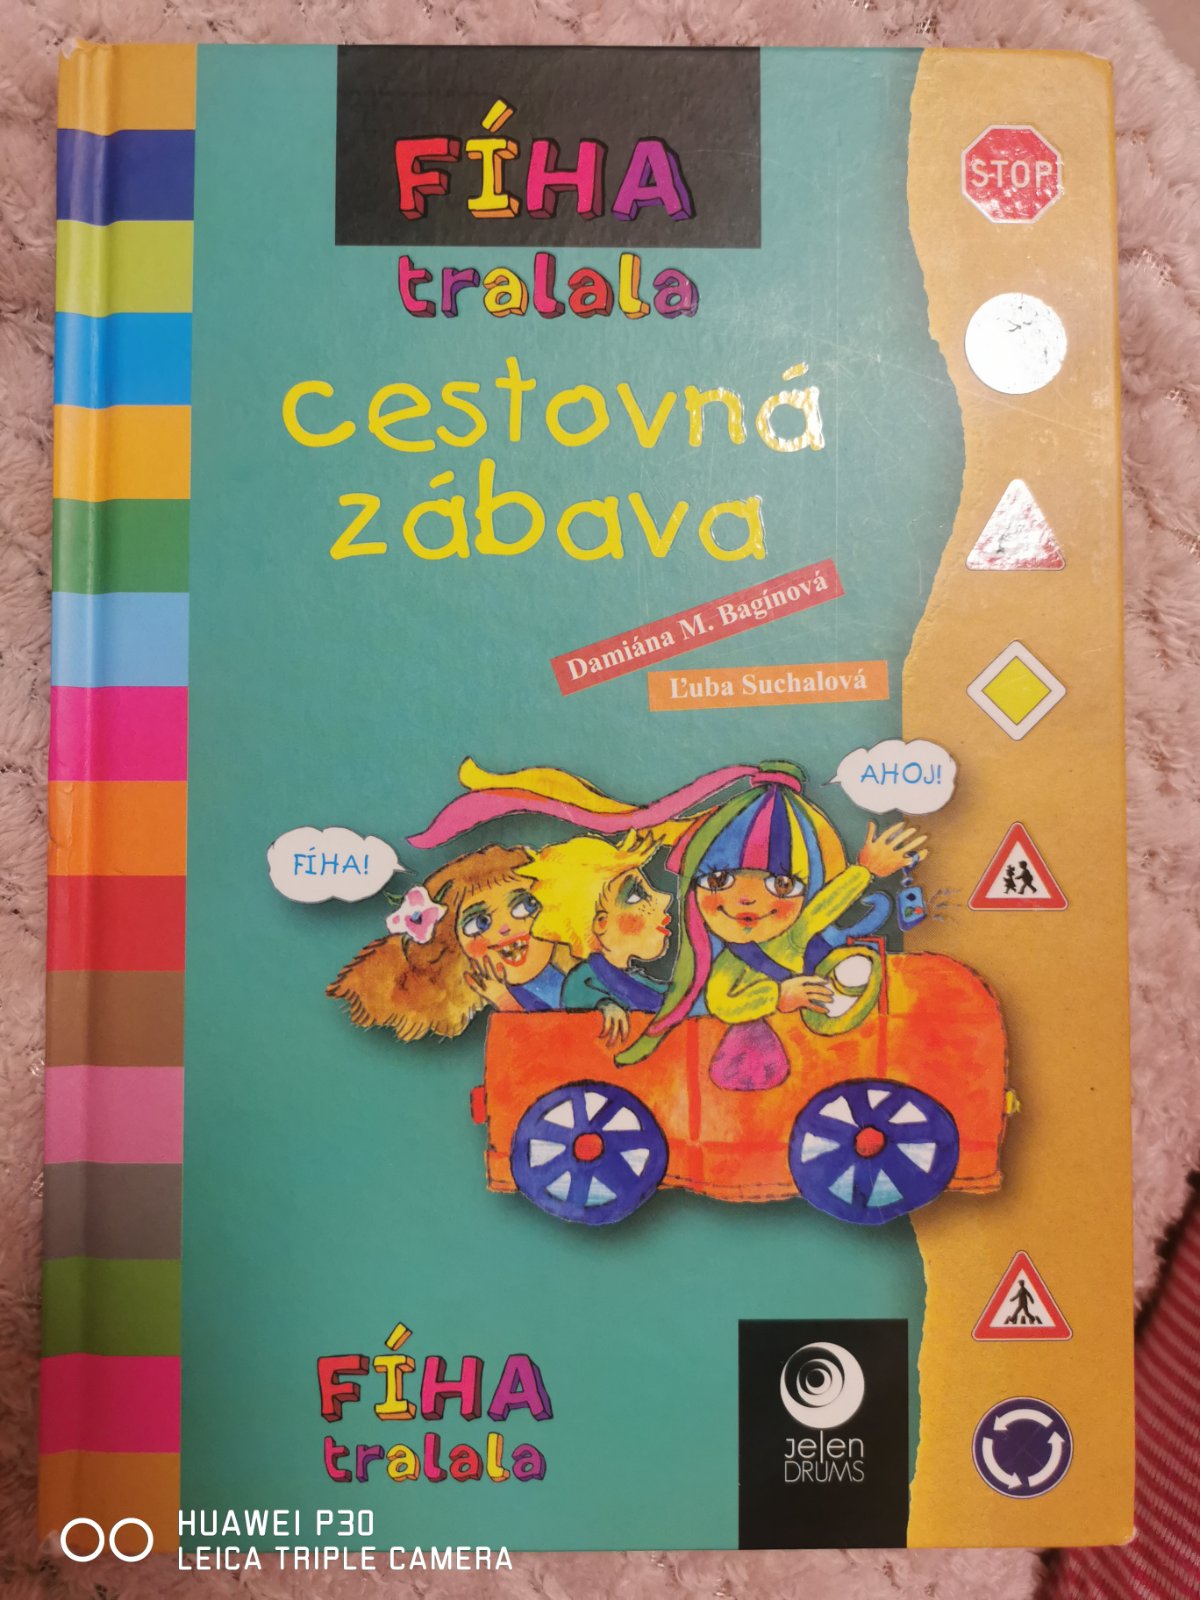 FÍHA
tralala
cestovná
zábava
Damiána M. Bagínová
Ľuba Suchalová
STOP
AHOJ!
FÍHA!
FÍHA
tralala
Jelen
DRUMS
HUAWEI P30
LEICA TRIPLE CAMERA